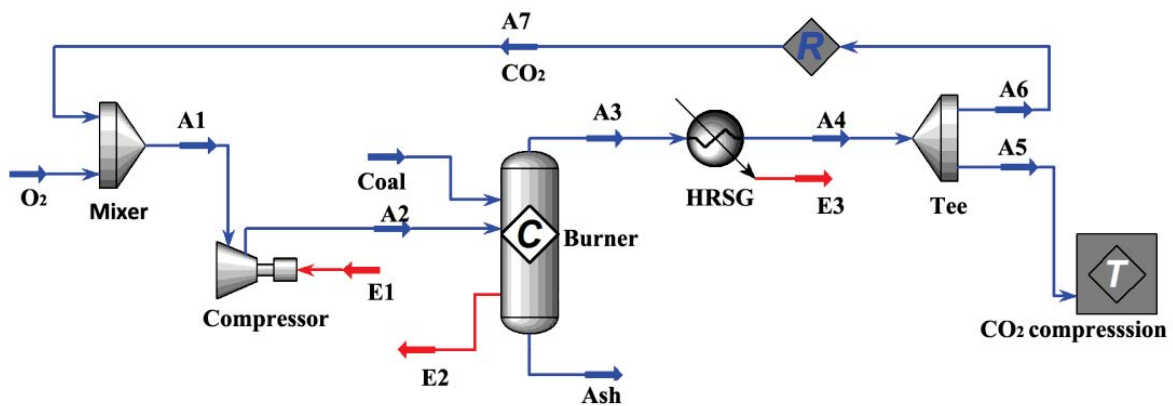 A7
R
CO₂
A6
A1
A3
A4
A5
Coal
O₂
Mixer
A2
HRSG
E3
Tee
C
Burner
E1
T
Compressor
CO₂ compresssion
E2
Ash